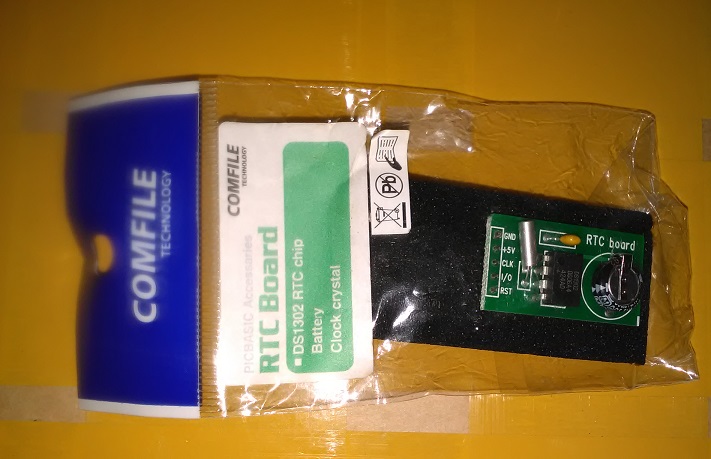 COMFILE
TECHNOLOGY
COMFILE
TECHNOLOGY
PICBASIC Accessories
RTC Board
DS1302 RTC chip
Battery
Clock crystal
Pb
GND
+5V
CLK
I/O
RST
RTC board